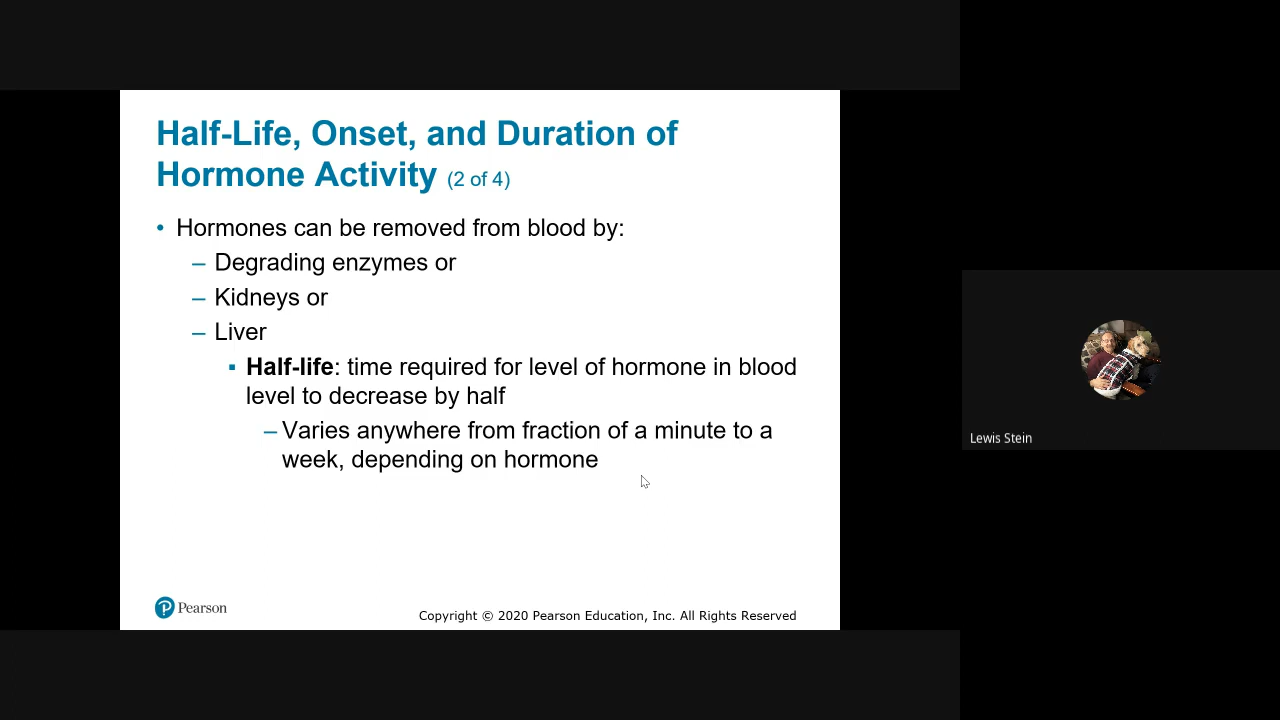 Half-Life, Onset, and Duration of
Hormone Activity (2 of 4)
• Hormones can be removed from blood by:
– Degrading enzymes or
– Kidneys or
– Liver
▪ Half-life: time required for level of hormone in blood
level to decrease by half
– Varies anywhere from fraction of a minute to a
week, depending on hormone
Lewis Stein
P Pearson
Copyright © 2020 Pearson Education, Inc. All Rights Reserved